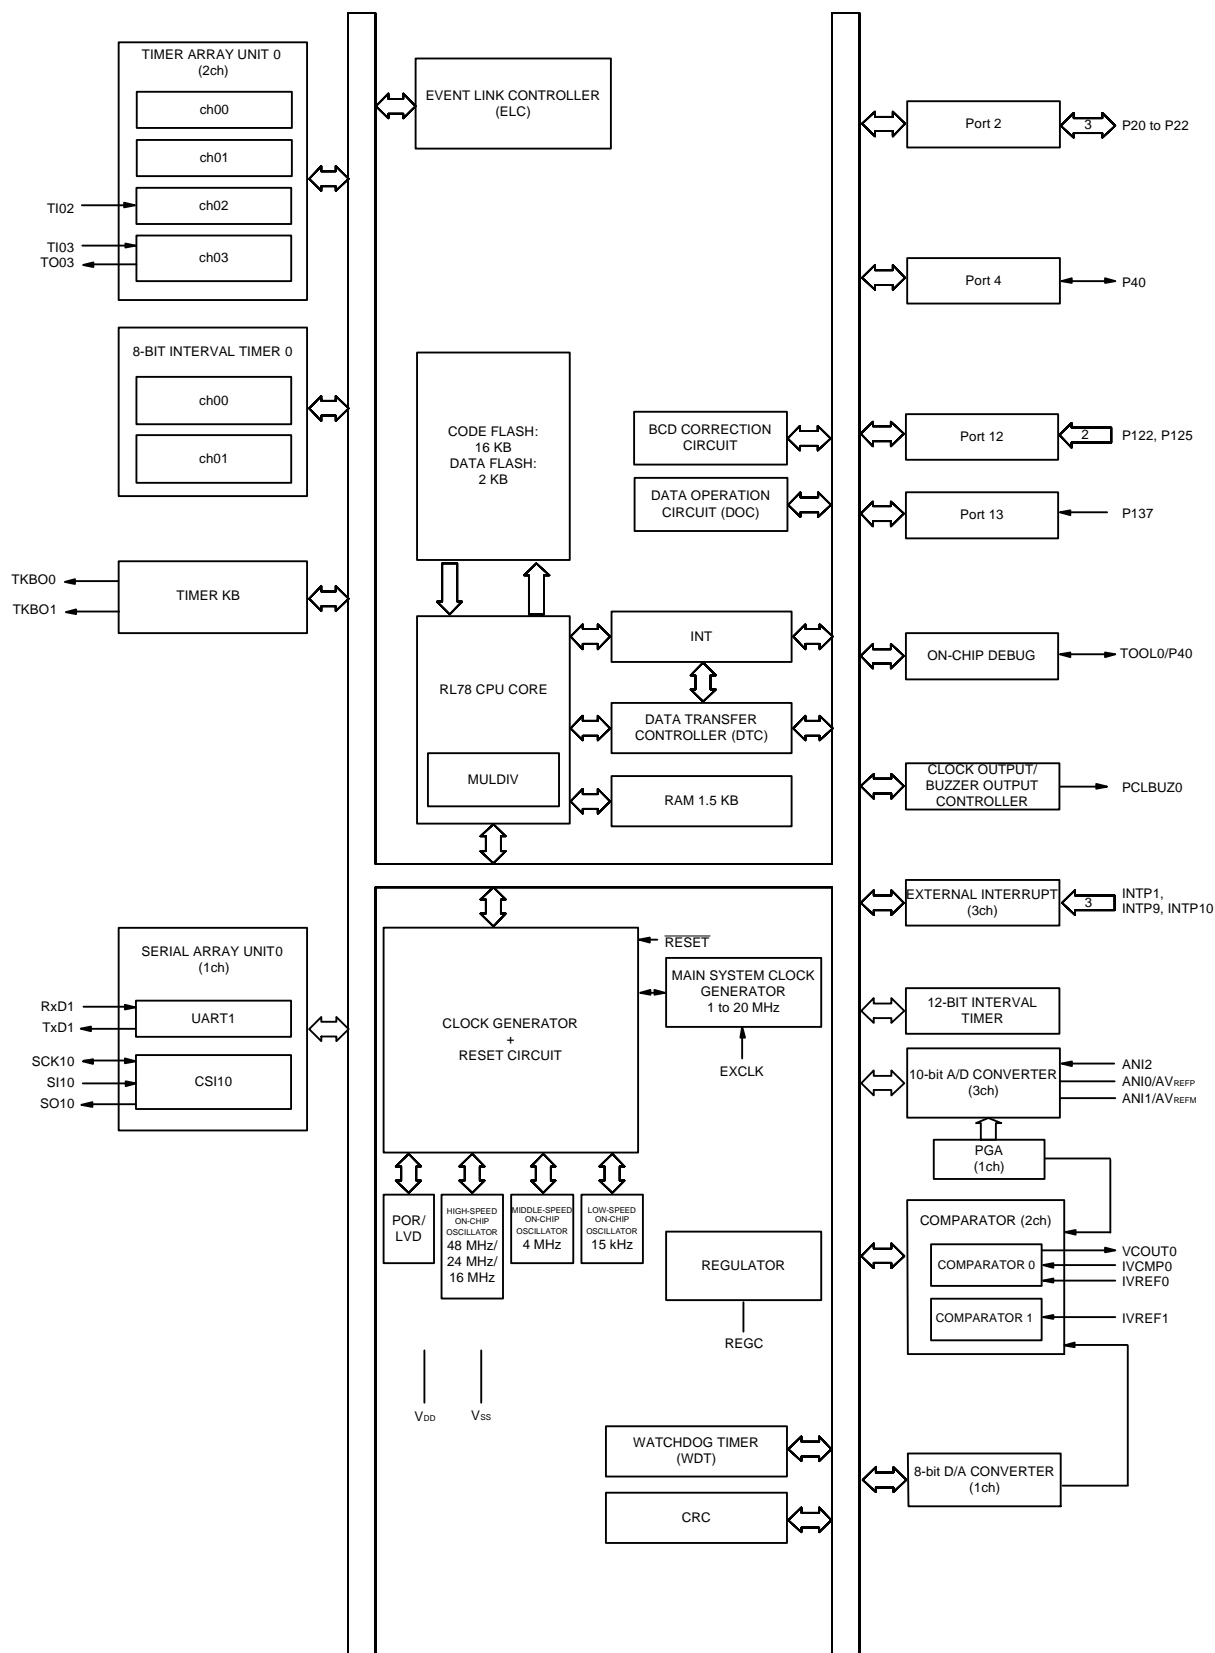 TIMER ARRAY UNIT 0
(2ch)
ch00
ch01
TI02
ch02
TI03
TO03
ch03
8-BIT INTERVAL TIMER 0
ch00
ch01
TKBO0
TKBO1
TIMER KB
SERIAL ARRAY UNIT0
(1ch)
RxD1
TxD1
UART1
SCK10
SI10
SO10
CSI10
EVENT LINK CONTROLLER
(ELC)
CODE FLASH:
16 KB
DATA FLASH:
2 KB
BCD CORRECTION
CIRCUIT
DATA OPERATION
CIRCUIT (DOC)
RL78 CPU CORE
MULDIV
INT
DATA TRANSFER
CONTROLLER (DTC)
RAM 1.5 KB
CLOCK GENERATOR
+
RESET CIRCUIT
RESET
MAIN SYSTEM CLOCK
GENERATOR
1 to 20 MHz
EXCLK
POR/
LVD
HIGH-SPEED
ON-CHIP
OSCILLATOR
48 MHz/
24 MHz/
16 MHz
MIDDLE-SPEED
ON-CHIP
OSCILLATOR
4 MHz
LOW-SPEED
ON-CHIP
OSCILLATOR
15 kHz
REGULATOR
REGC
VDD
VSS
WATCHDOG TIMER
(WDT)
CRC
Port 2
3
P20 to P22
Port 4
P40
Port 12
2
P122, P125
Port 13
P137
ON-CHIP DEBUG
TOOL0/P40
CLOCK OUTPUT/
BUZZER OUTPUT
CONTROLLER
PCLBUZ0
EXTERNAL INTERRUPT
(3ch)
3
INTP1,
INTP9, INTP10
12-BIT INTERVAL
TIMER
10-bit A/D CONVERTER
(3ch)
ANI2
ANI0/AVREFP
ANI1/AVREFM
PGA
(1ch)
COMPARATOR (2ch)
COMPARATOR 0
VCOUT0
IVCMP0
IVREF0
COMPARATOR 1
IVREF1
8-bit D/A CONVERTER
(1ch)